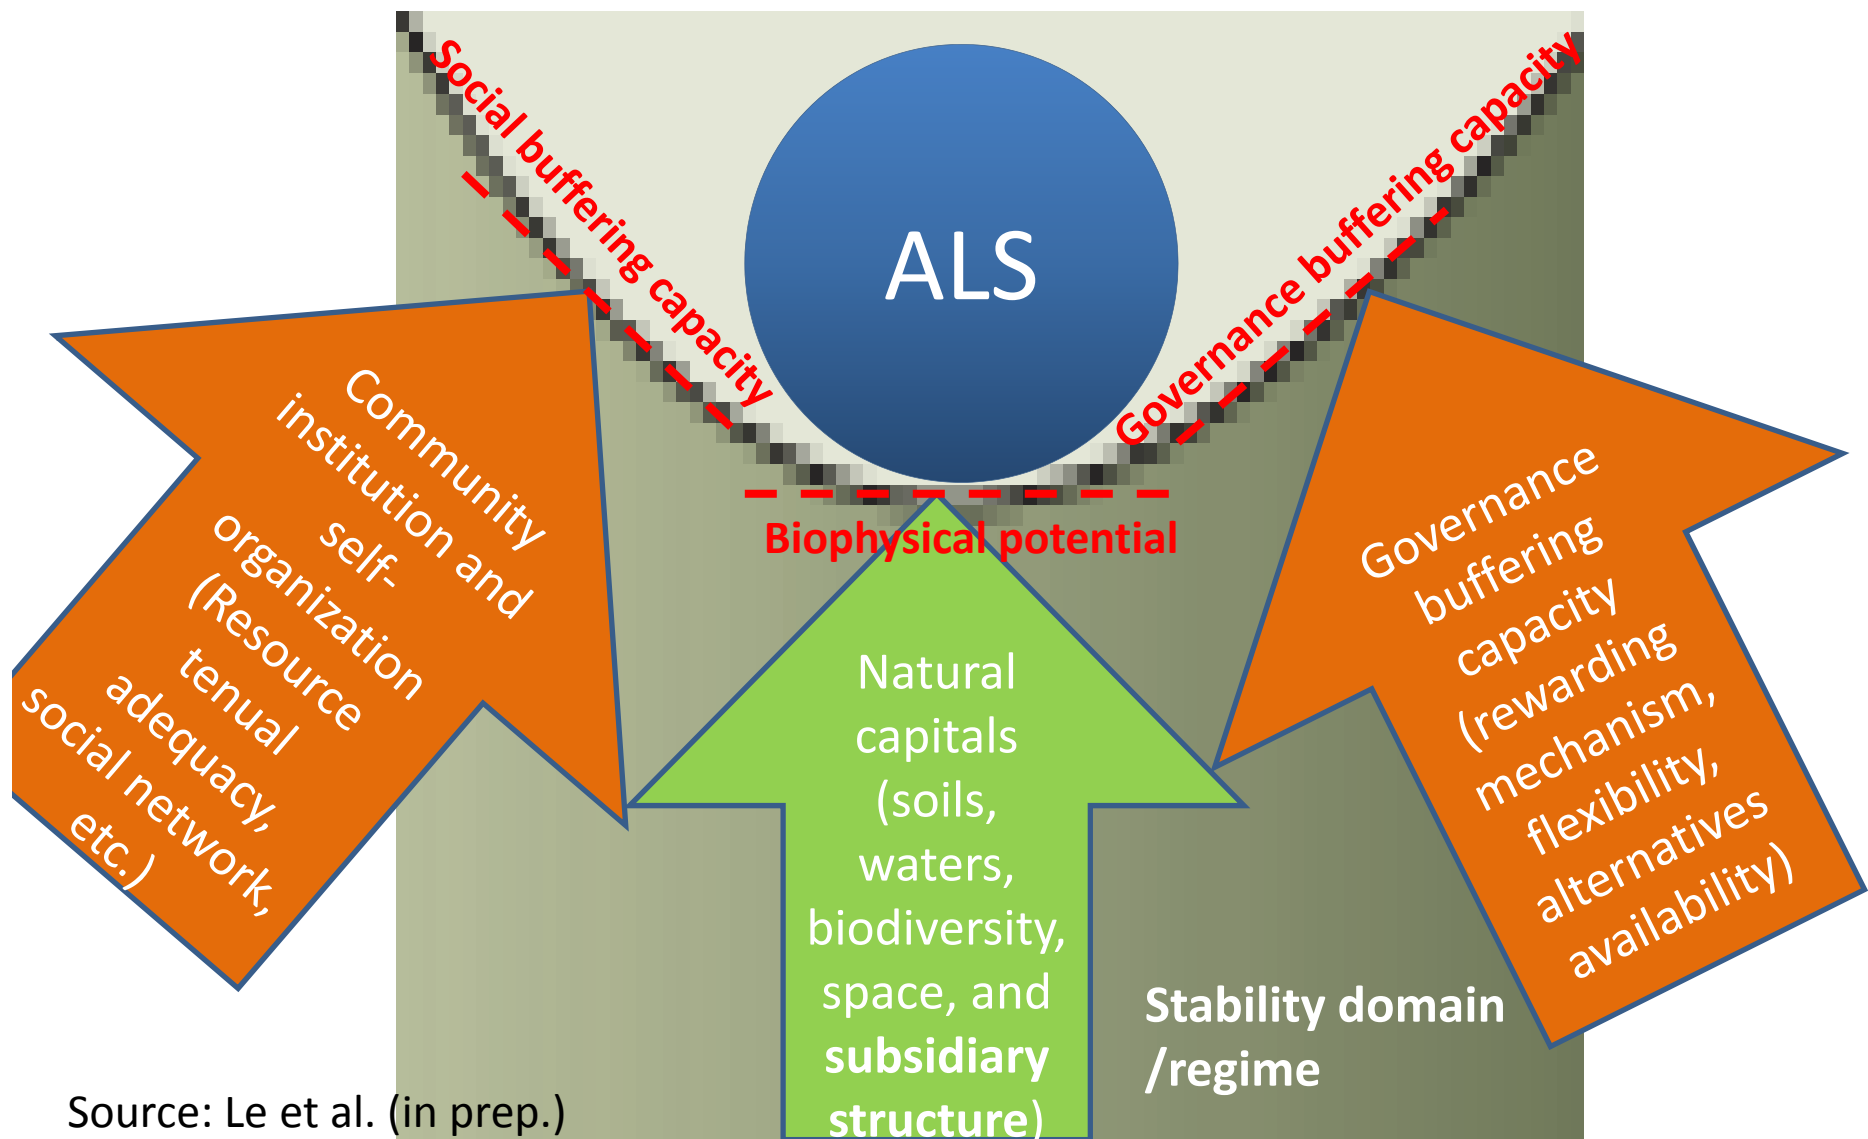 Social buffering capacity
Governance buffering capacity
ALS
Biophysical potential
Community
institution and
self-
organization
(Resource
tenual
adequacy,
social network,
etc.)
Natural
capitals
(soils,
waters,
biodiversity,
space, and
subsidiary
structure)
Governance
buffering
capacity
(rewarding
mechanism,
flexibility,
alternatives
availability)
Stability domain
/regime
Source: Le et al. (in prep.)